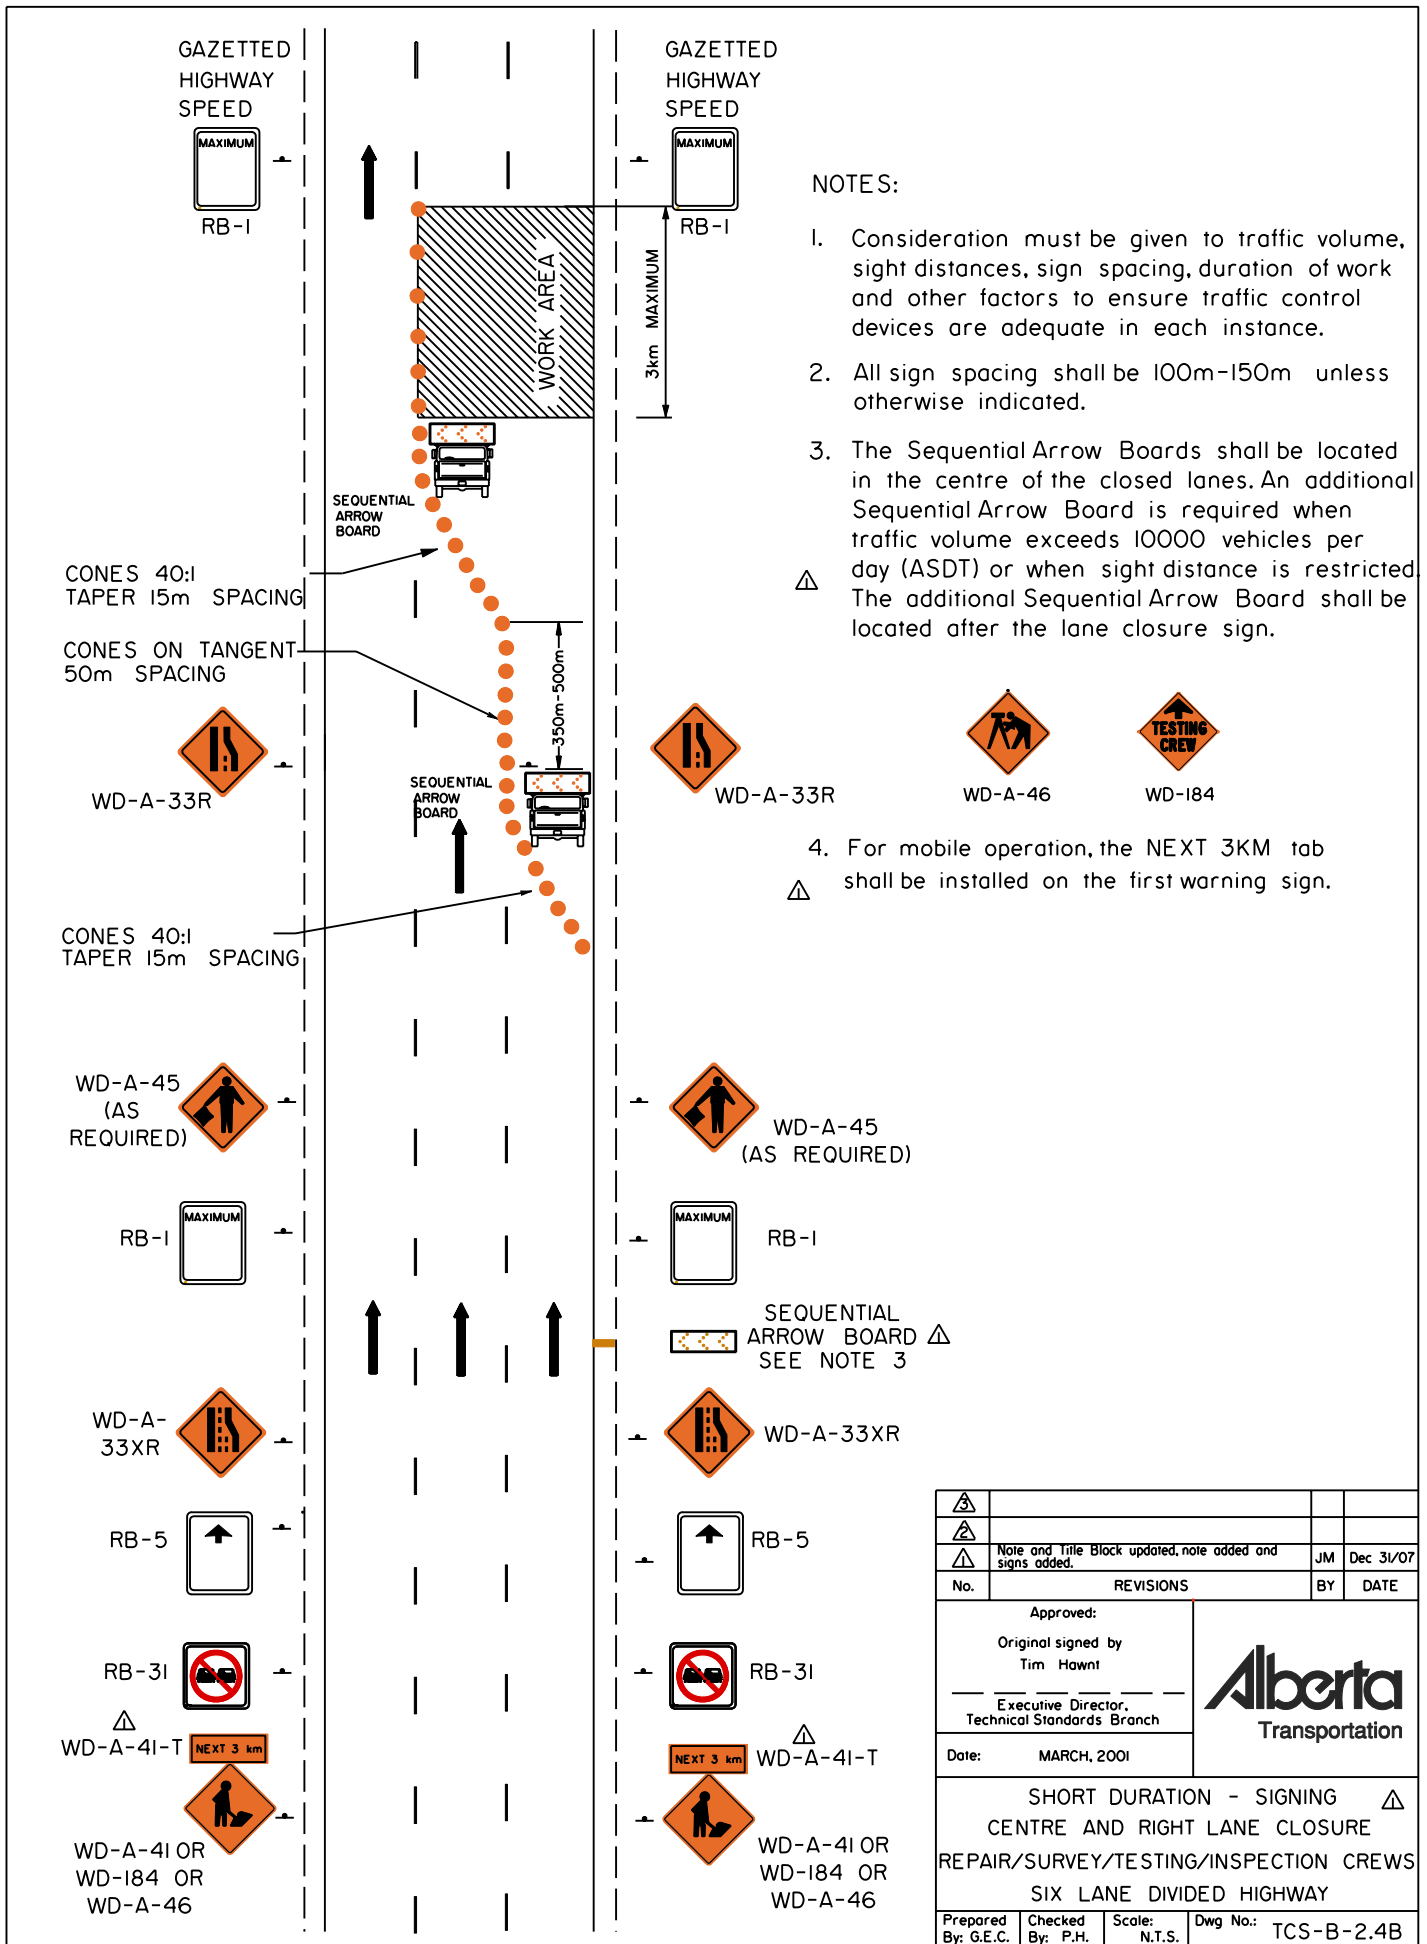 GAZETTED
HIGHWAY
SPEED
MAXIMUM
RB-1
GAZETTED
HIGHWAY
SPEED
MAXIMUM
RB-1
WORK AREA
3km MAXIMUM
SEQUENTIAL
ARROW
BOARD
CONES 40:1
TAPER 15m SPACING
CONES ON TANGENT
50m SPACING
350m-500m
WD-A-33R
WD-A-33R
SEQUENTIAL
ARROW
BOARD
CONES 40:1
TAPER 15m SPACING
WD-A-45
(AS
REQUIRED)
WD-A-45
(AS REQUIRED)
RB-1
MAXIMUM
MAXIMUM
RB-1
SEQUENTIAL
ARROW BOARD 1
SEE NOTE 3
WD-A-
33XR
WD-A-33XR
RB-5
RB-5
RB-31
RB-31
1
WD-A-41-T
NEXT 3 km
NEXT 3 km
1
WD-A-41-T
WD-A-41 OR
WD-184 OR
WD-A-46
WD-A-41 OR
WD-184 OR
WD-A-46
NOTES:
1. Consideration must be given to traffic volume,
sight distances, sign spacing, duration of work
and other factors to ensure traffic control
devices are adequate in each instance.
2. All sign spacing shall be 100m-150m unless
otherwise indicated.
3. The Sequential Arrow Boards shall be located
in the centre of the closed lanes. An additional
Sequential Arrow Board is required when
traffic volume exceeds 10000 vehicles per
day (ASDT) or when sight distance is restricted.
1
The additional Sequential Arrow Board shall be
located after the lane closure sign.
TESTING
CREW
WD-A-46
WD-184
4. For mobile operation, the NEXT 3KM tab
1 shall be installed on the first warning sign.
3
2
1 Note and Title Block updated, note added and
signs added.
JM Dec 31/07
No. REVISIONS BY DATE
Approved:
Original signed by
Tim Hawnt
Executive Director,
Technical Standards Branch
Date: MARCH, 2001
Alberta
Transportation
SHORT DURATION - SIGNING 1
CENTRE AND RIGHT LANE CLOSURE
REPAIR/SURVEY/TESTING/INSPECTION CREWS
SIX LANE DIVIDED HIGHWAY
Prepared
By: G.E.C.
Checked
By: P.H.
Scale:
N.T.S.
Dwg No.: TCS-B-2.4B